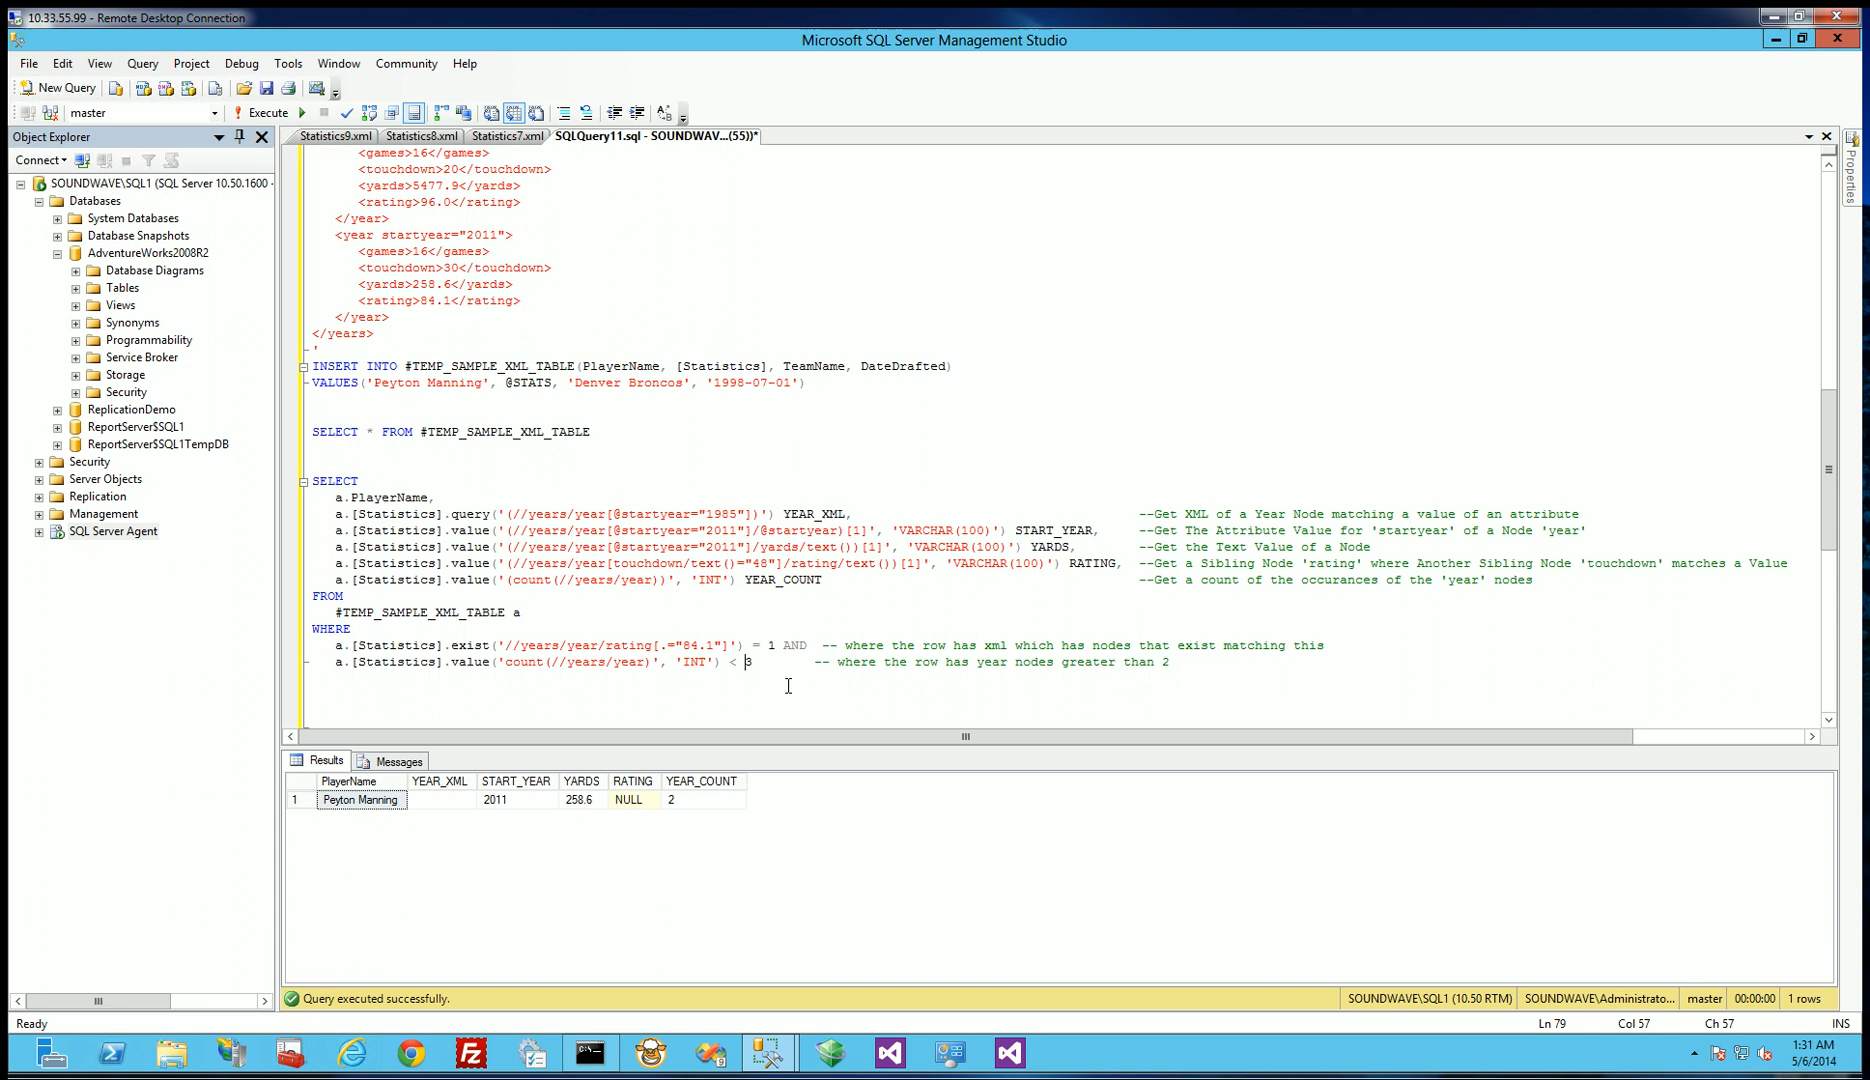 10.33.55.99 - Remote Desktop Connection
Microsoft SQL Server Management Studio
File Edit View Query Project Debug Tools Window Community Help
New Query
master Execute
Object Explorer
Connect
SOUNDWAVE\SQL1 (SQL Server 10.50.1600 -
Databases
System Databases
Database Snapshots
AdventureWorks2008R2
Database Diagrams
Tables
Views
Synonyms
Programmability
Service Broker
Storage
Security
ReplicationDemo
ReportServer$SQL1
ReportServer$SQL1TempDB
Security
Server Objects
Replication
Management
SQL Server Agent
Statistics9.xml Statistics8.xml Statistics7.xml SQLQuery11.sql - SOUNDWAV...(55))*
Properties
<games>16</games>
<touchdown>20</touchdown>
<yards>5477.9</yards>
<rating>96.0</rating>
</year>
<year startyear="2011">
<games>16</games>
<touchdown>30</touchdown>
<yards>258.6</yards>
<rating>84.1</rating>
</year>
</years>
'
INSERT INTO #TEMP_SAMPLE_XML_TABLE(PlayerName, [Statistics], TeamName, DateDrafted)
VALUES('Peyton Manning', @STATS, 'Denver Broncos', '1998-07-01')
SELECT * FROM #TEMP_SAMPLE_XML_TABLE
SELECT
a.PlayerName,
a.[Statistics].query('(//years/year[@startyear="1985"])') YEAR_XML, --Get XML of a Year Node matching a value of an attribute
a.[Statistics].value('(//years/year[@startyear="2011"]/@startyear)[1]', 'VARCHAR(100)') START_YEAR, --Get The Attribute Value for 'startyear' of a Node 'year'
a.[Statistics].value('(//years/year[@startyear="2011"]/yards/text())[1]', 'VARCHAR(100)') YARDS, --Get the Text Value of a Node
a.[Statistics].value('(//years/year[touchdown/text()="48"]/rating/text())[1]', 'VARCHAR(100)') RATING, --Get a Sibling Node 'rating' where Another Sibling Node 'touchdown' matches a Value
a.[Statistics].value('(count(//years/year))', 'INT') YEAR_COUNT --Get a count of the occurances of the 'year' nodes
FROM
#TEMP_SAMPLE_XML_TABLE a
WHERE
a.[Statistics].exist('//years/year/rating[.="84.1"]') = 1 AND -- where the row has xml which has nodes that exist matching this
a.[Statistics].value('count(//years/year)', 'INT') < 3 -- where the row has year nodes greater than 2
Results Messages
PlayerName YEAR_XML START_YEAR YARDS RATING YEAR_COUNT
1 Peyton Manning 2011 258.6 NULL 2
Query executed successfully. SOUNDWAVE\SQL1 (10.50 RTM) SOUNDWAVE\Administrato... master 00:00:00 1 rows
Ready Ln 79 Col 57 Ch 57 INS
1:31 AM
5/6/2014